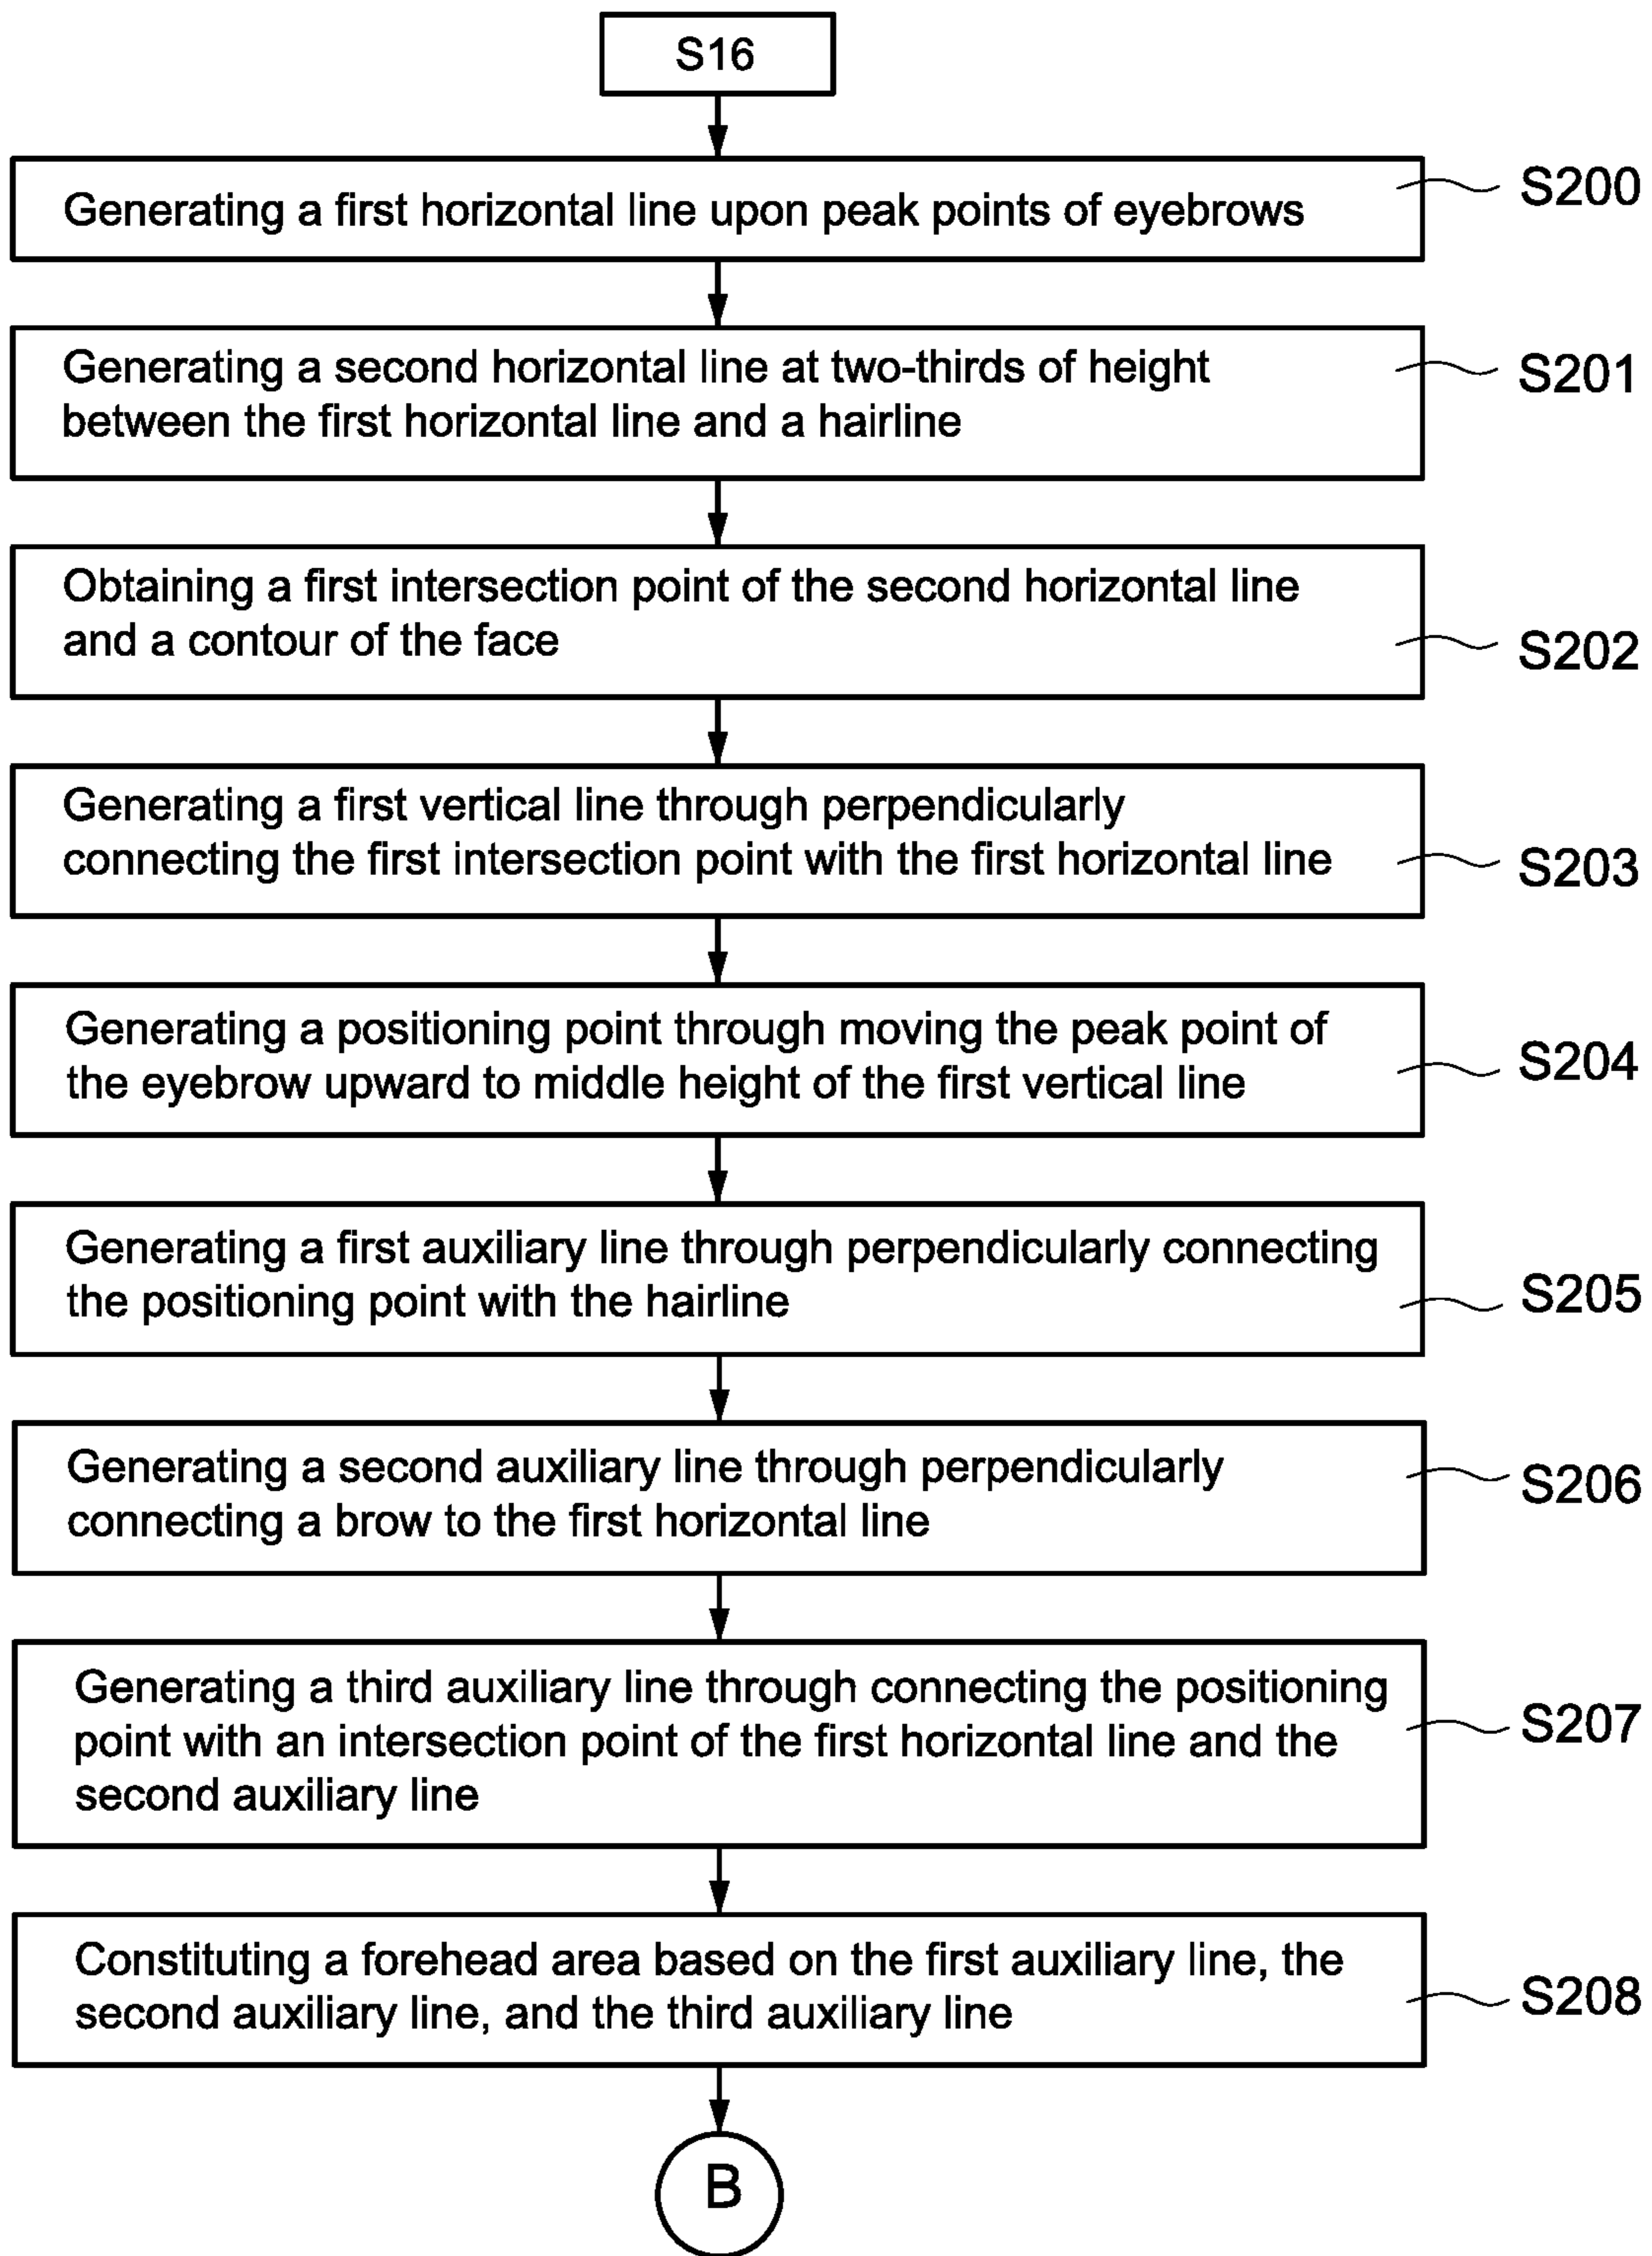 S16
Generating a first horizontal line upon peak points of eyebrows
S200
Generating a second horizontal line at two-thirds of height
between the first horizontal line and a hairline
S201
Obtaining a first intersection point of the second horizontal line
and a contour of the face
S202
Generating a first vertical line through perpendicularly
connecting the first intersection point with the first horizontal line
S203
Generating a positioning point through moving the peak point of
the eyebrow upward to middle height of the first vertical line
S204
Generating a first auxiliary line through perpendicularly connecting
the positioning point with the hairline
S205
Generating a second auxiliary line through perpendicularly
connecting a brow to the first horizontal line
S206
Generating a third auxiliary line through connecting the positioning
point with an intersection point of the first horizontal line and the
second auxiliary line
S207
Constituting a forehead area based on the first auxiliary line, the
second auxiliary line, and the third auxiliary line
S208
B